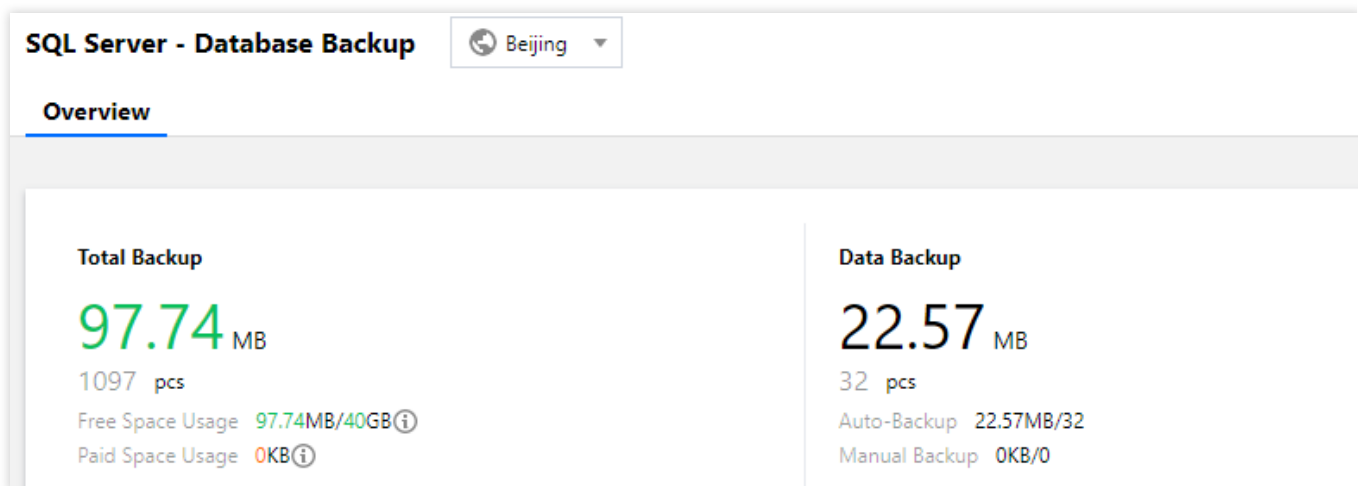 SQL Server - Database Backup
Beijing
Overview
Total Backup
97.74 MB
1097 pcs
Free Space Usage 97.74MB/40GB
Paid Space Usage 0KB
Data Backup
22.57 MB
32 pcs
Auto-Backup 22.57MB/32
Manual Backup 0KB/0